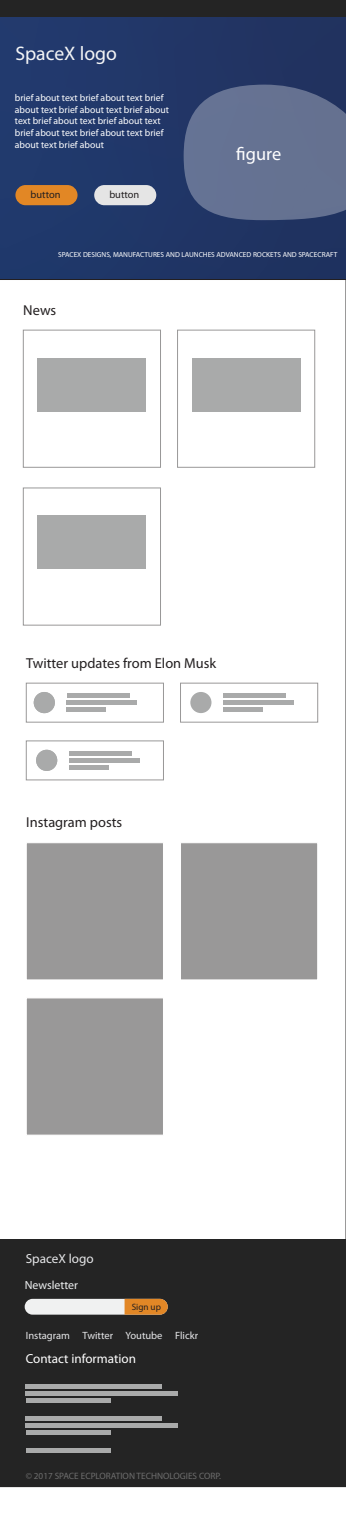 SpaceX logo
brief about text brief about text brief
about text brief about text brief about
text brief about text brief about text
brief about text brief about text brief
about text brief about
figure
button button
SPACEX DESIGNS, MANUFACTURES AND LAUNCHES ADVANCED ROCKETS AND SPACECRAFT
News
Twitter updates from Elon Musk
Instagram posts
SpaceX logo
Newsletter
Sign up
Instagram Twitter Youtube Flickr
Contact information
© 2017 SPACE ECPLORATION TECHNOLOGIES CORP.